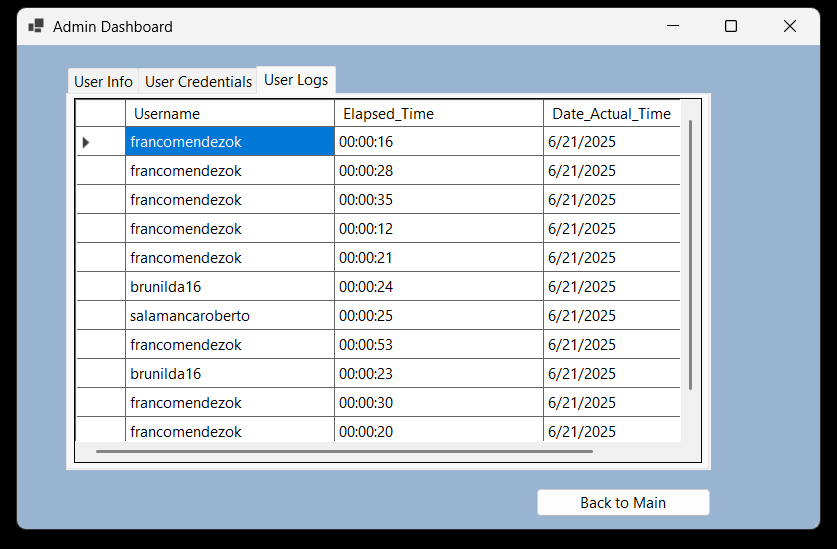 Admin Dashboard
User Info User Credentials User Logs
Username Elapsed_Time Date_Actual_Time
francomendezok 00:00:16 6/21/2025
francomendezok 00:00:28 6/21/2025
francomendezok 00:00:35 6/21/2025
francomendezok 00:00:12 6/21/2025
francomendezok 00:00:21 6/21/2025
brunilda16 00:00:24 6/21/2025
salamancaroberto 00:00:25 6/21/2025
francomendezok 00:00:53 6/21/2025
brunilda16 00:00:23 6/21/2025
francomendezok 00:00:30 6/21/2025
francomendezok 00:00:20 6/21/2025
Back to Main